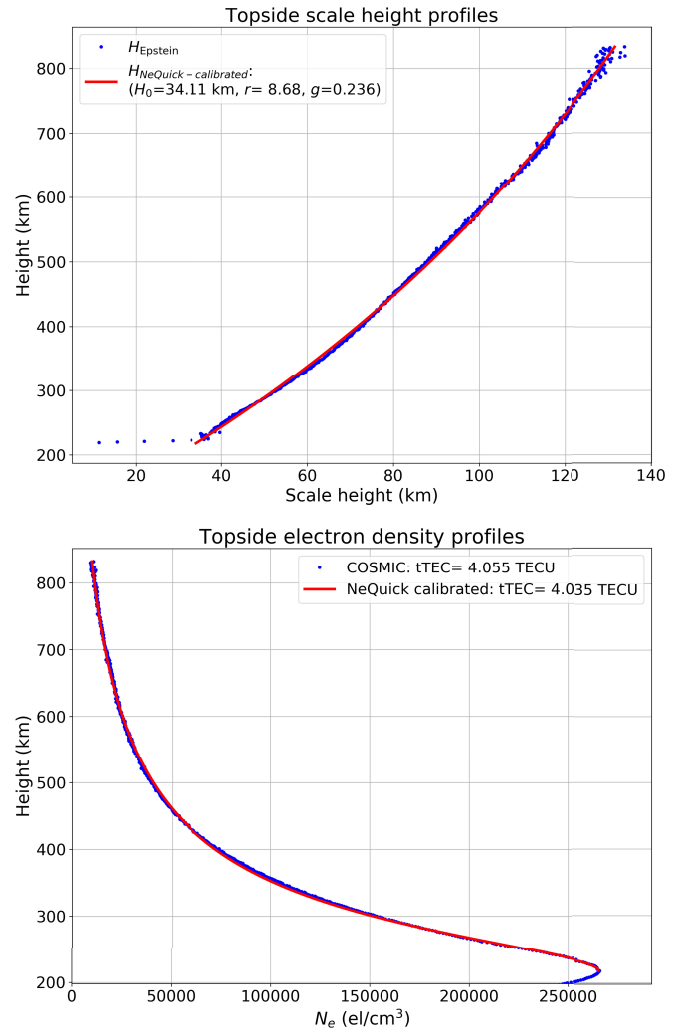 Topside scale height profiles
H_Epstein
H_NeQuick−calibrated:
(H_0=34.11 km, r= 8.68, g=0.236)
800
700
600
500
400
300
200
Height (km)
20
40
60
80
100
120
140
Scale height (km)
Topside electron density profiles
COSMIC: tTEC= 4.055 TECU
NeQuick calibrated: tTEC= 4.035 TECU
800
700
600
500
400
300
200
Height (km)
0
50000
100000
150000
200000
250000
N_e (el/cm³)